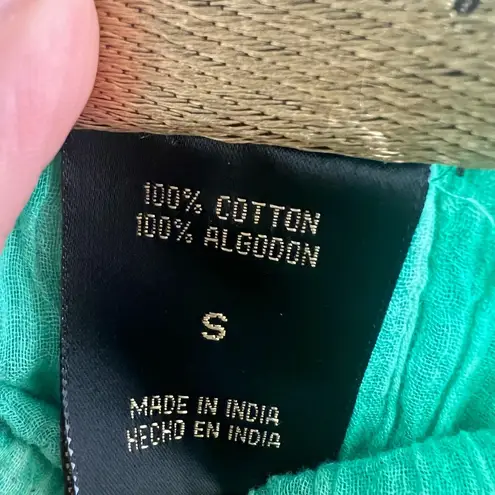 100% COTTON
100% ALGODON
S
MADE IN INDIA
HECHO EN INDIA